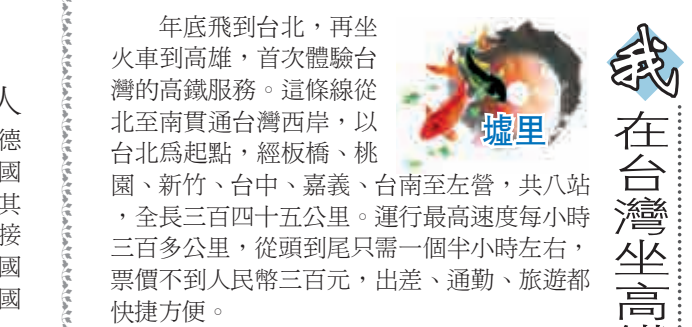 我在台灣坐高
墟里
年底飛到台北，再坐
火車到高雄，首次體驗台
灣的高鐵服務。這條線從
北至南貫通台灣西岸，以
台北爲起點，經板橋、桃
園、新竹、台中、嘉義、台南至左營，共八站
，全長三百四十五公里。運行最高速度每小時
三百多公里，從頭到尾只需一個半小時左右，
票價不到人民幣三百元，出差、通勤、旅遊都
快捷方便。
人
德
國
其
接
國
國